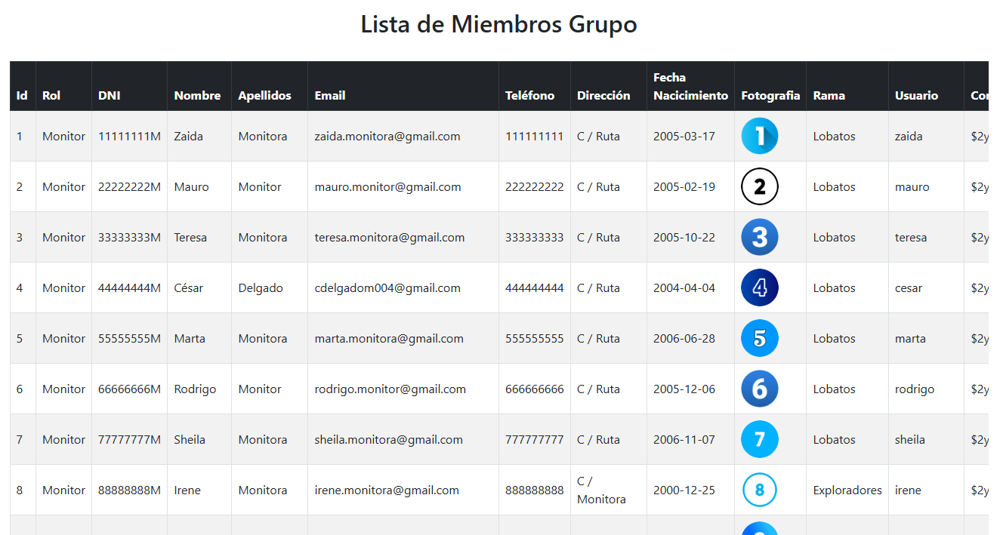 Lista de Miembros Grupo
Id Rol DNI Nombre Apellidos Email Teléfono Dirección Fecha Nacicimiento Fotografia Rama Usuario
1 Monitor 11111111M Zaida Monitora zaida.monitora@gmail.com 111111111 C / Ruta 2005-03-17 1 Lobatos zaida $2y
2 Monitor 22222222M Mauro Monitor mauro.monitor@gmail.com 222222222 C / Ruta 2005-02-19 2 Lobatos mauro $2y
3 Monitor 33333333M Teresa Monitora teresa.monitora@gmail.com 333333333 C / Ruta 2005-10-22 3 Lobatos teresa $2y
4 Monitor 44444444M César Delgado cdelgadom004@gmail.com 444444444 C / Ruta 2004-04-04 4 Lobatos cesar $2y
5 Monitor 55555555M Marta Monitora marta.monitora@gmail.com 555555555 C / Ruta 2006-06-28 5 Lobatos marta $2y
6 Monitor 66666666M Rodrigo Monitor rodrigo.monitor@gmail.com 666666666 C / Ruta 2005-12-06 6 Lobatos rodrigo $2y
7 Monitor 77777777M Sheila Monitora sheila.monitora@gmail.com 777777777 C / Ruta 2006-11-07 7 Lobatos sheila $2y
8 Monitor 88888888M Irene Monitora irene.monitora@gmail.com 888888888 C / Monitora 2000-12-25 8 Exploradores irene $2y